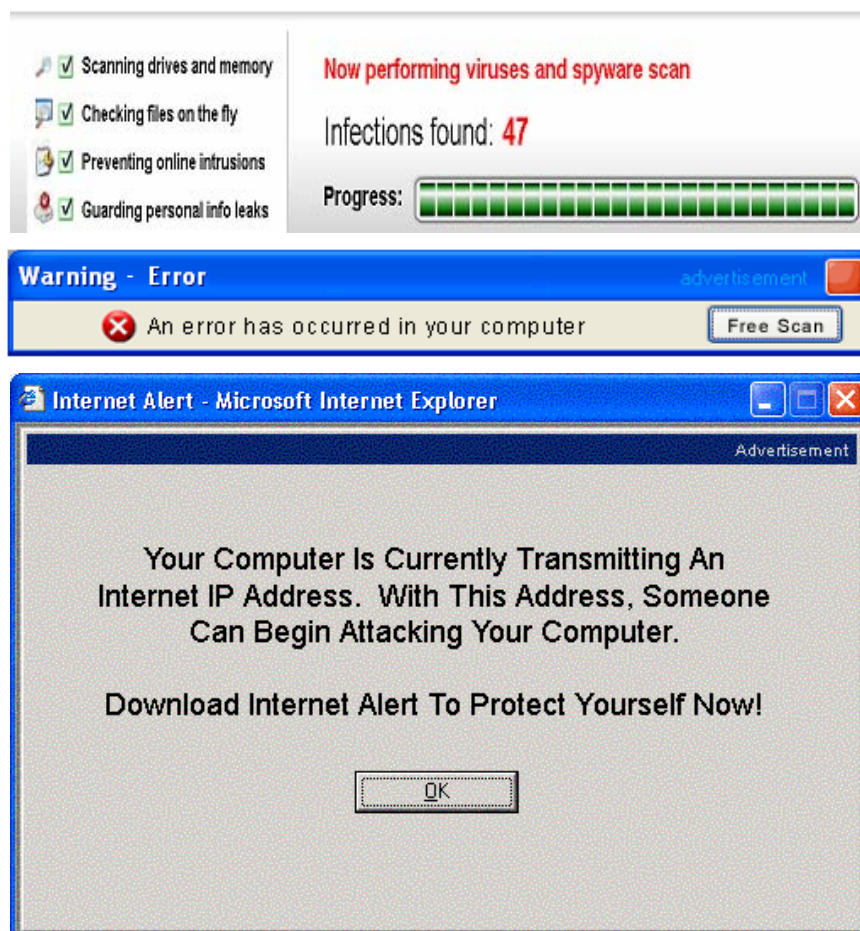 Scanning drives and memory
Checking files on the fly
Preventing online intrusions
Guarding personal info leaks
Now performing viruses and spyware scan
Infections found: 47
Progress:
Warning - Error
advertisement
An error has occurred in your computer
Free Scan
Internet Alert - Microsoft Internet Explorer
Advertisement
Your Computer Is Currently Transmitting An
Internet IP Address. With This Address, Someone
Can Begin Attacking Your Computer.
Download Internet Alert To Protect Yourself Now!
OK